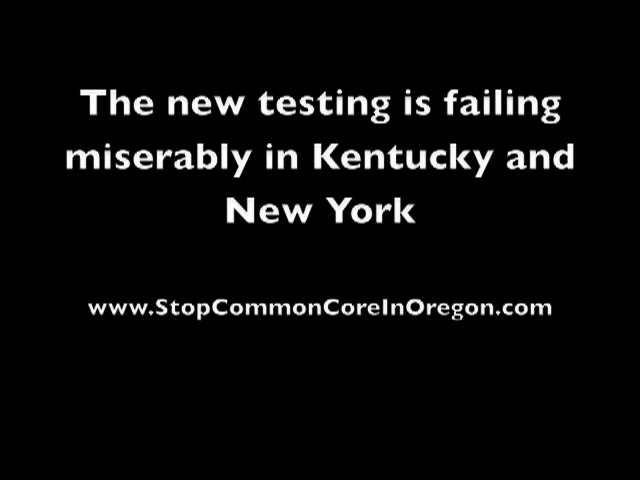 The new testing is failing
miserably in Kentucky and
New York
www.StopCommonCoreInOregon.com